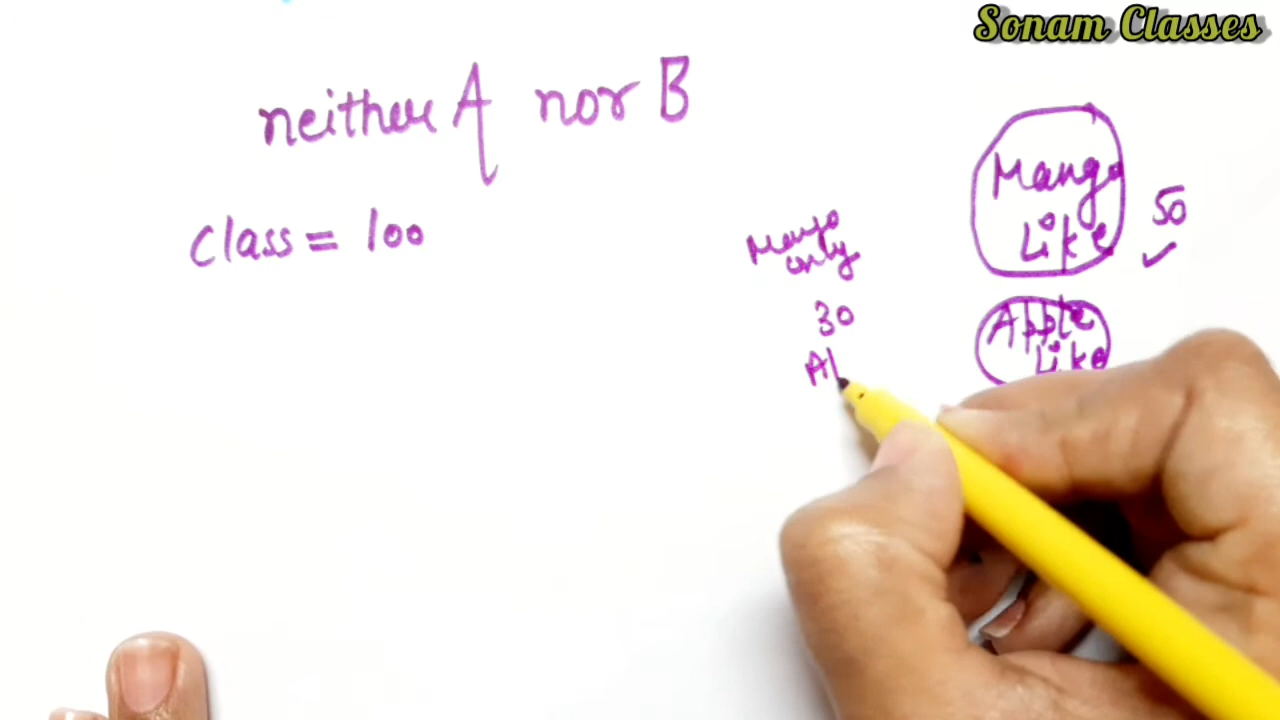 Sonam Classes
neither A nor B
class = 100
Mango
only
30
Mango
Like
50
Apple
Like